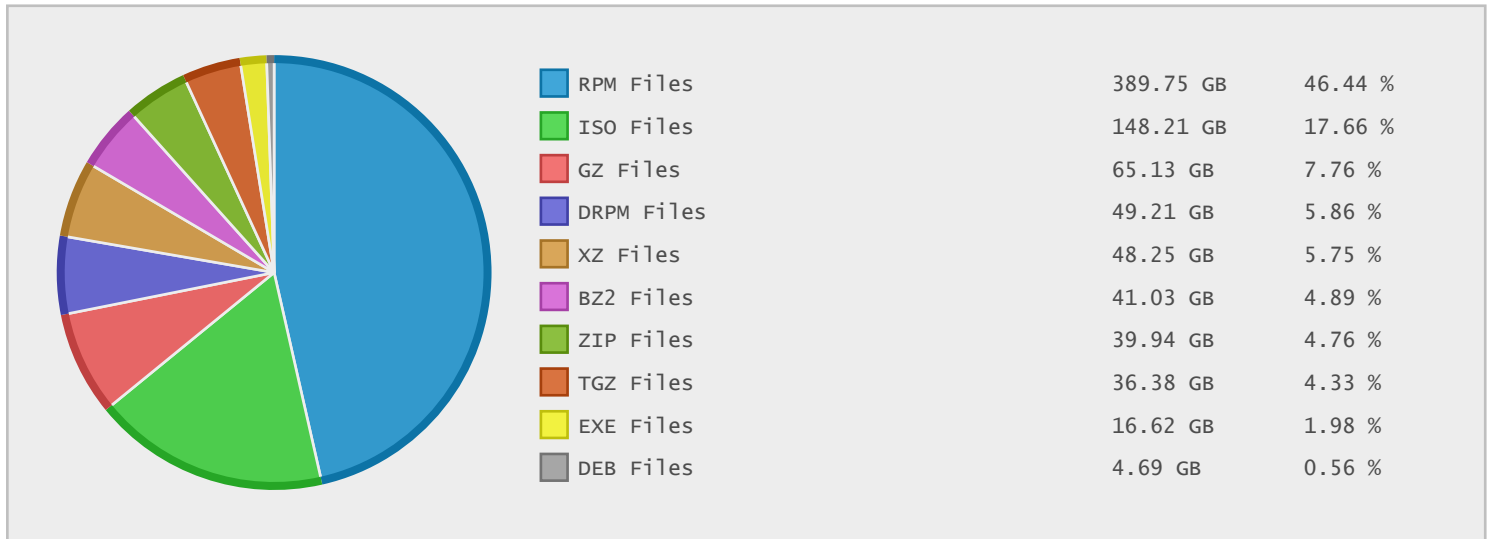 RPM Files 389.75 GB 46.44 %
ISO Files 148.21 GB 17.66 %
GZ Files 65.13 GB 7.76 %
DRPM Files 49.21 GB 5.86 %
XZ Files 48.25 GB 5.75 %
BZ2 Files 41.03 GB 4.89 %
ZIP Files 39.94 GB 4.76 %
TGZ Files 36.38 GB 4.33 %
EXE Files 16.62 GB 1.98 %
DEB Files 4.69 GB 0.56 %